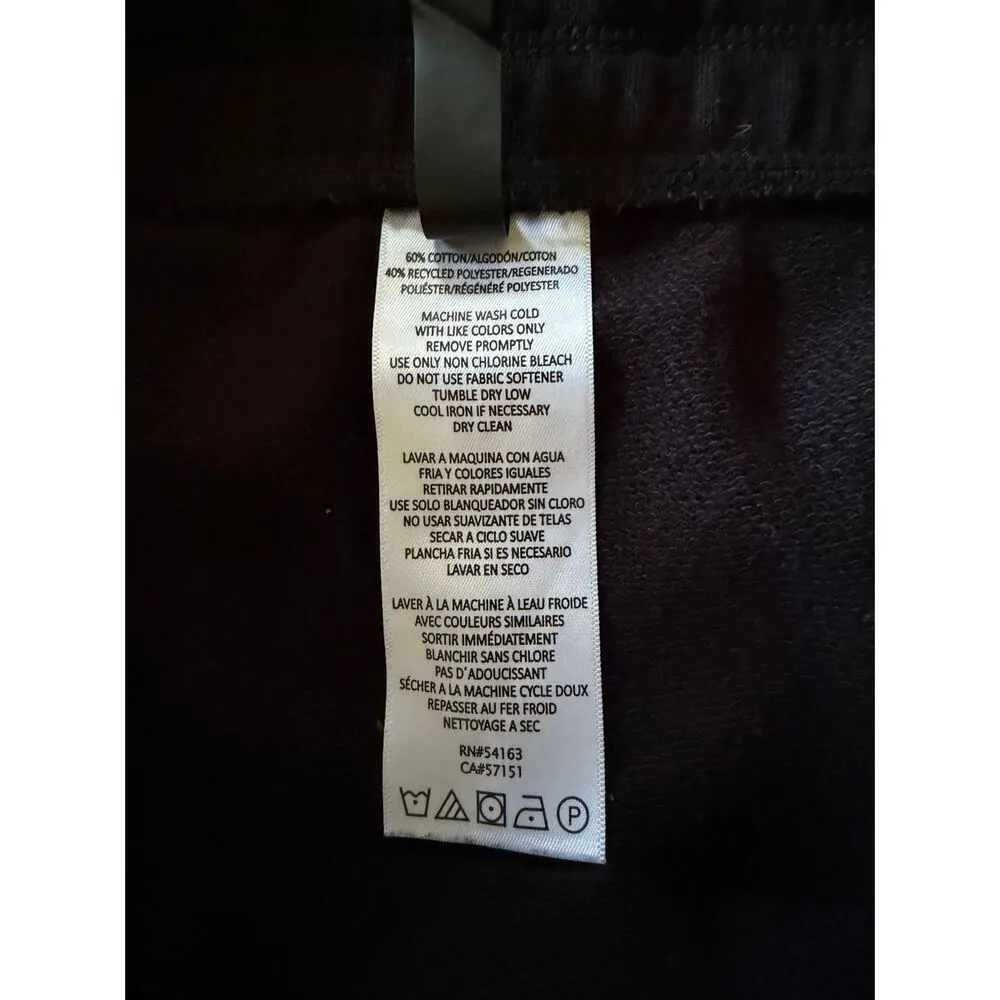 60% COTTON/ALGODÓN/COTON
40% RECYCLED POLYESTER/REGENERADO
POLIÉSTER/RÉGÉNÉRÉ POLYESTER
MACHINE WASH COLD
WITH LIKE COLORS ONLY
REMOVE PROMPTLY
USE ONLY NON CHLORINE BLEACH
DO NOT USE FABRIC SOFTENER
TUMBLE DRY LOW
COOL IRON IF NECESSARY
DRY CLEAN
LAVAR A MAQUINA CON AGUA
FRIA Y COLORES IGUALES
RETIRAR RAPIDAMENTE
USE SOLO BLANQUEADOR SIN CLORO
NO USAR SUAVIZANTE DE TELAS
SECAR A CICLO SUAVE
PLANCHA FRIA SI ES NECESARIO
LAVAR EN SECO
LAVER À LA MACHINE À LEAU FROIDE
AVEC COULEURS SIMILAIRES
SORTIR IMMÉDIATEMENT
BLANCHIR SANS CHLORE
PAS D'ADOUCISSANT
SÉCHER A LA MACHINE CYCLE DOUX
REPASSER AU FER FROID
NETTOYAGE A SEC
RN#54163
CA#57151
P